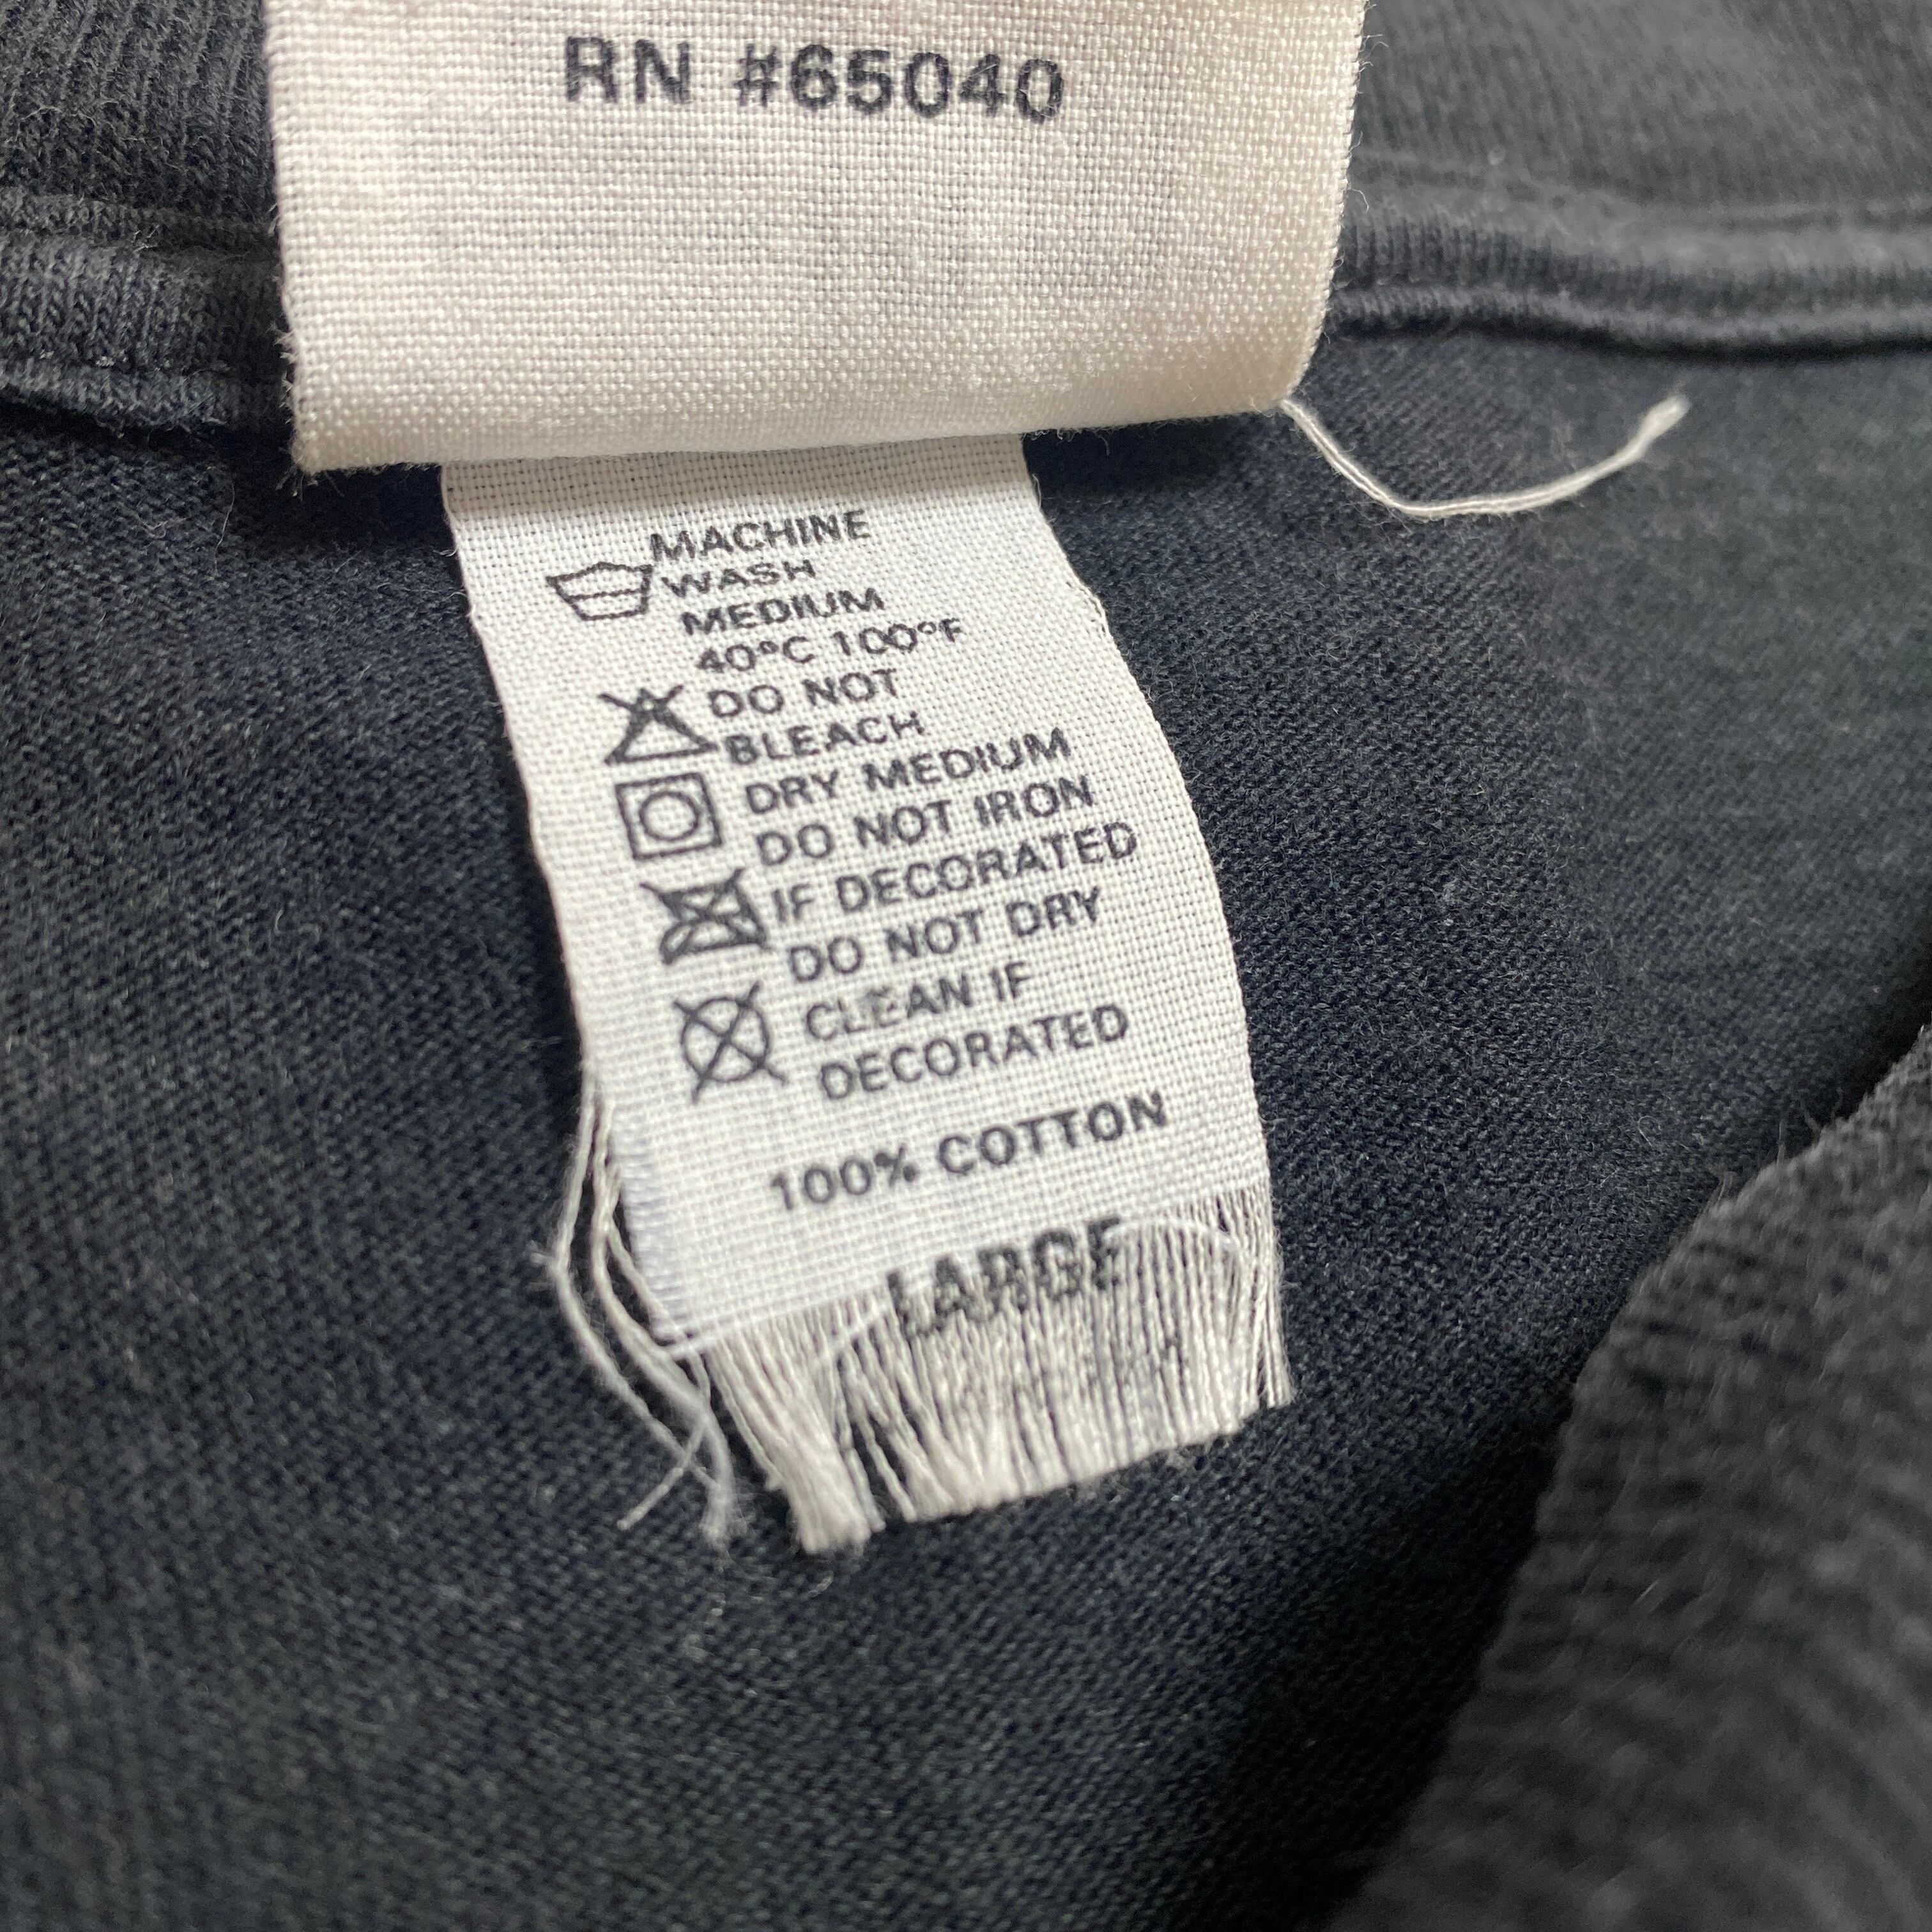 RN #65040
MACHINE
WASH
MEDIUM
40°C 100°F
DO NOT
BLEACH
DRY MEDIUM
DO NOT IRON
IF DECORATED
DO NOT DRY
CLEAN IF
DECORATED
100% COTTON
LARGE